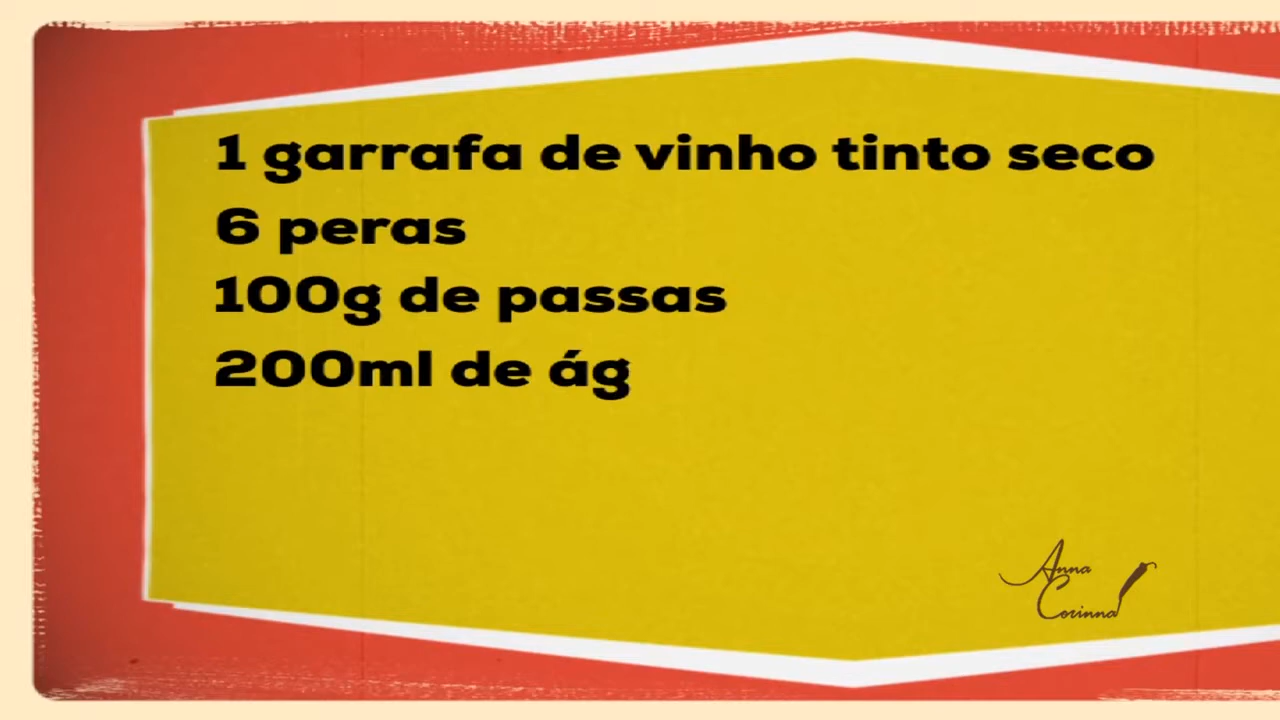 1 garrafa de vinho tinto seco
6 peras
100g de passas
200ml de ág
Anna
Corinna